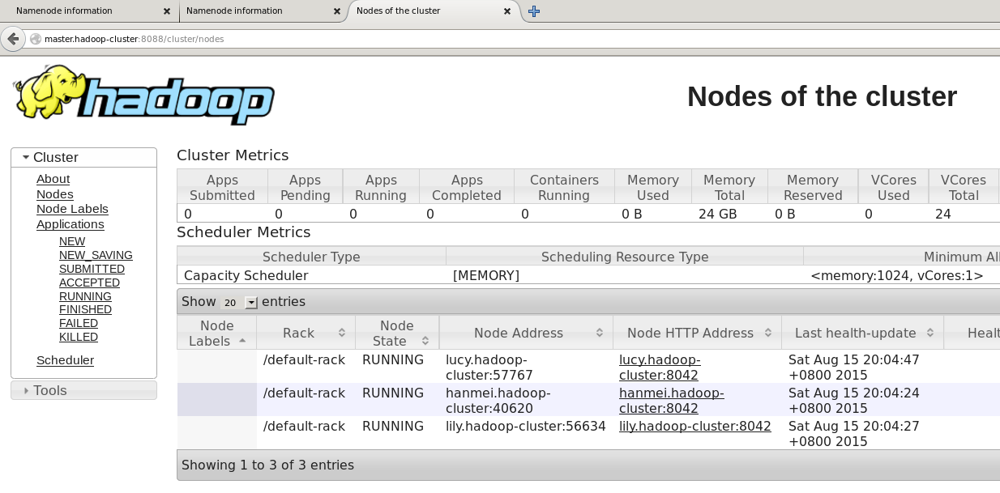 Namenode information Namenode information Nodes of the cluster
master.hadoop-cluster:8088/cluster/nodes
hadoop
Nodes of the cluster
Cluster
About
Nodes
Node Labels
Applications
NEW
NEW_SAVING
SUBMITTED
ACCEPTED
RUNNING
FINISHED
FAILED
KILLED
Scheduler
Tools
Cluster Metrics
Apps Apps Apps Apps Containers Memory Memory Memory VCores VCores
Submitted Pending Running Completed Running Used Total Reserved Used Total
0 0 0 0 0 0 B 24 GB 0 B 0 24
Scheduler Metrics
Scheduler Type Scheduling Resource Type Minimum All
Capacity Scheduler [MEMORY] <memory:1024, vCores:1>
Show 20 entries
Node Labels Rack Node State Node Address Node HTTP Address Last health-update Healt
/default-rack RUNNING lucy.hadoop- lucy.hadoop- Sat Aug 15 20:04:47
cluster:57767 cluster:8042 +0800 2015
/default-rack RUNNING hanmei.hadoop- hanmei.hadoop- Sat Aug 15 20:04:24
cluster:40620 cluster:8042 +0800 2015
/default-rack RUNNING lily.hadoop-cluster:56634 lily.hadoop-cluster:8042 Sat Aug 15 20:04:27
+0800 2015
Showing 1 to 3 of 3 entries